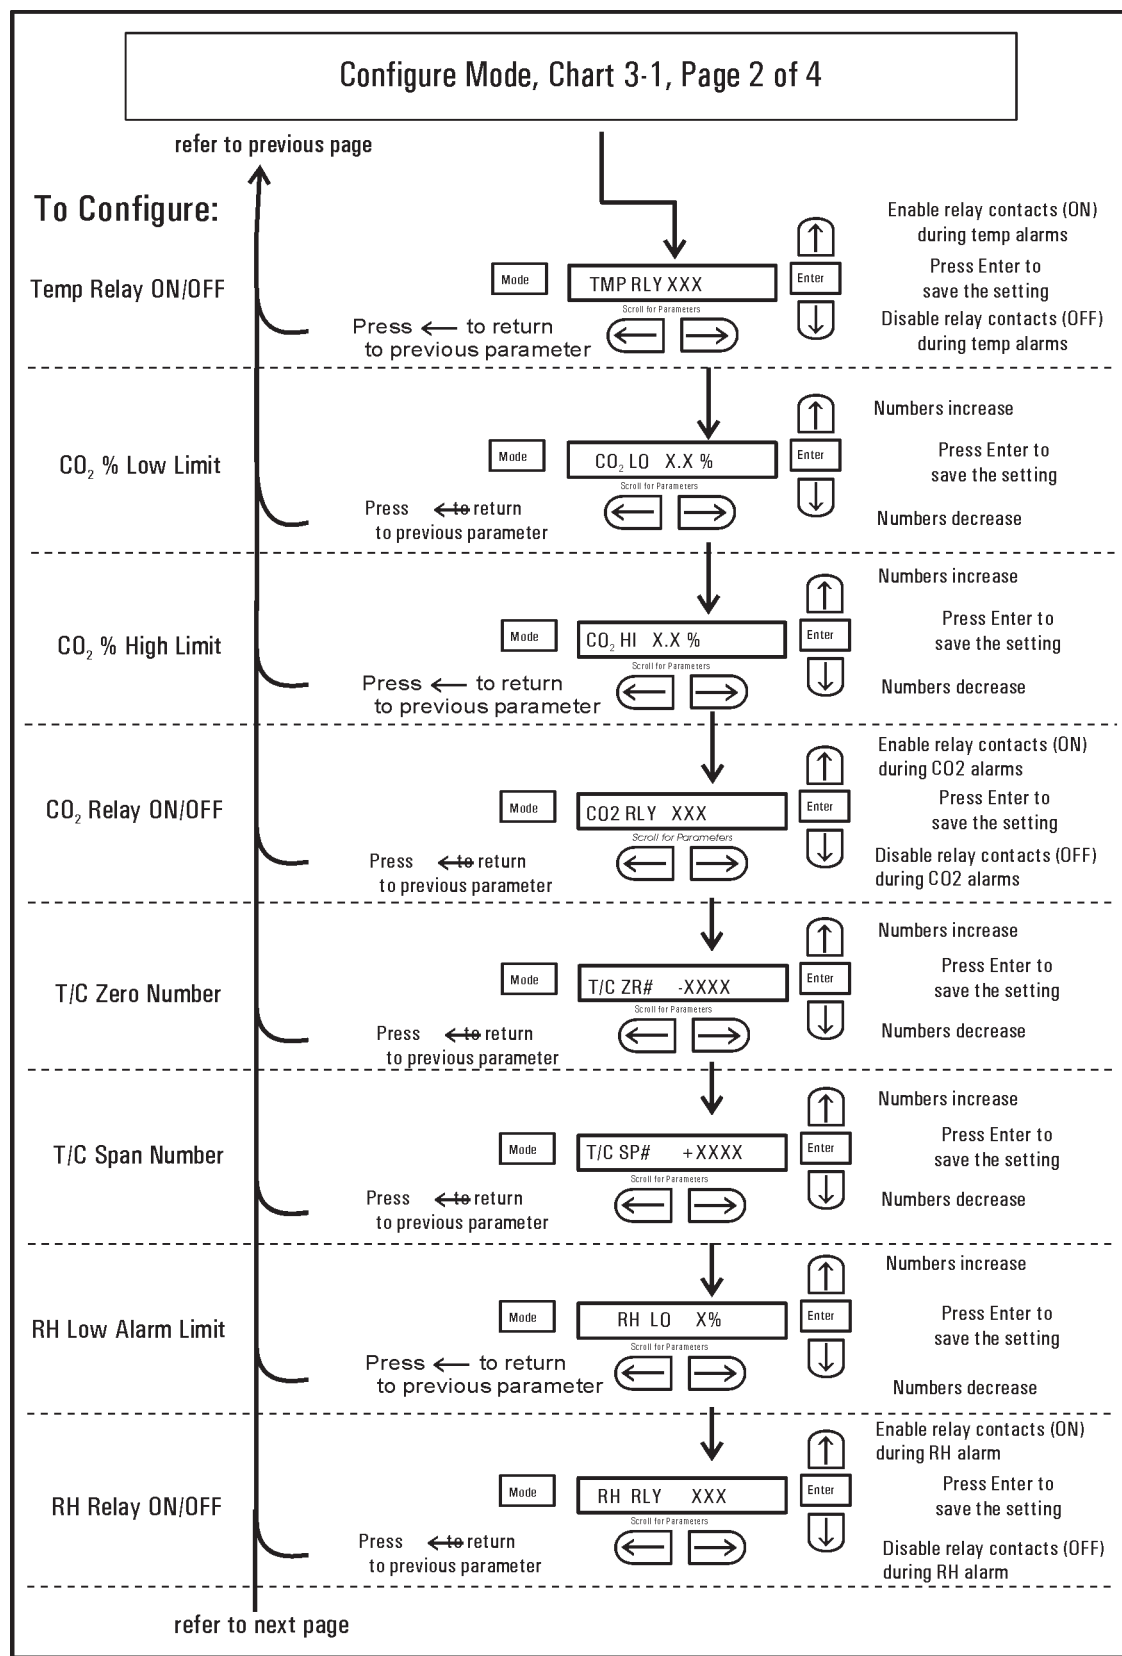 Configure Mode, Chart 3-1, Page 2 of 4
refer to previous page
To Configure:
Temp Relay ON/OFF
Mode
TMP RLY XXX
Scroll for Parameters
Press ← to return
to previous parameter
Enter
Enable relay contacts (ON)
during temp alarms
Press Enter to
save the setting
Disable relay contacts (OFF)
during temp alarms
CO₂ % Low Limit
Mode
CO₂ LO X.X %
Scroll for Parameters
Press ← to return
to previous parameter
Enter
Numbers increase
Press Enter to
save the setting
Numbers decrease
CO₂ % High Limit
Mode
CO₂ HI X.X %
Scroll for Parameters
Press ← to return
to previous parameter
Enter
Numbers increase
Press Enter to
save the setting
Numbers decrease
CO₂ Relay ON/OFF
Mode
CO2 RLY XXX
Scroll for Parameters
Press ← to return
to previous parameter
Enter
Enable relay contacts (ON)
during CO2 alarms
Press Enter to
save the setting
Disable relay contacts (OFF)
during CO2 alarms
T/C Zero Number
Mode
T/C ZR# -XXXX
Scroll for Parameters
Press ← to return
to previous parameter
Enter
Numbers increase
Press Enter to
save the setting
Numbers decrease
T/C Span Number
Mode
T/C SP# +XXXX
Scroll for Parameters
Press ← to return
to previous parameter
Enter
Numbers increase
Press Enter to
save the setting
Numbers decrease
RH Low Alarm Limit
Mode
RH LO X%
Scroll for Parameters
Press ← to return
to previous parameter
Enter
Numbers increase
Press Enter to
save the setting
Numbers decrease
RH Relay ON/OFF
Mode
RH RLY XXX
Scroll for Parameters
Press ← to return
to previous parameter
Enter
Enable relay contacts (ON)
during RH alarm
Press Enter to
save the setting
Disable relay contacts (OFF)
during RH alarm
refer to next page